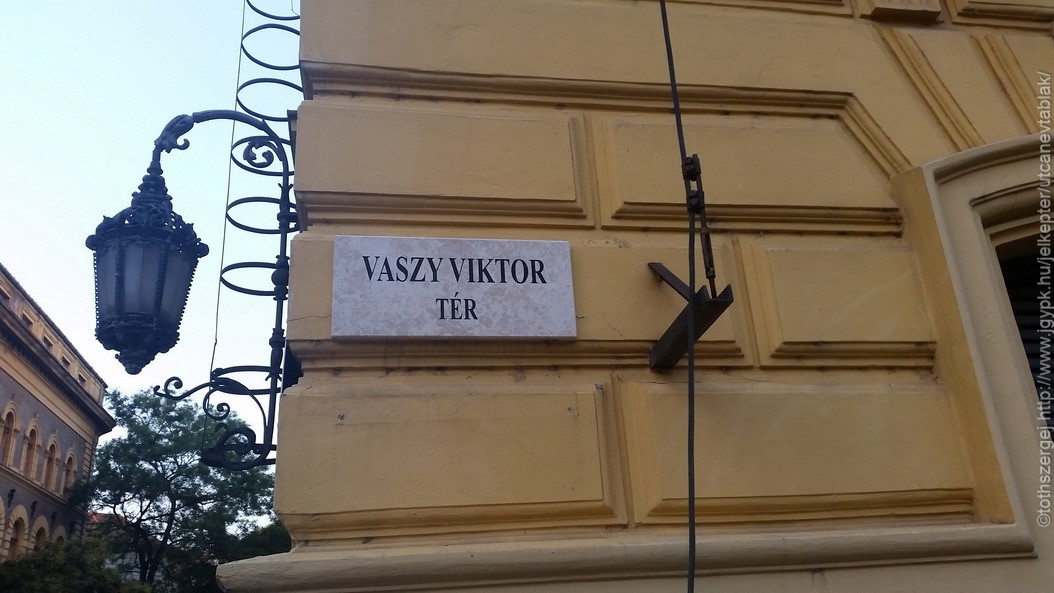 VASZY VIKTOR
TÉR
©tothszergej http://www.jgypk.hu/jelkepter/utcanevtablak/